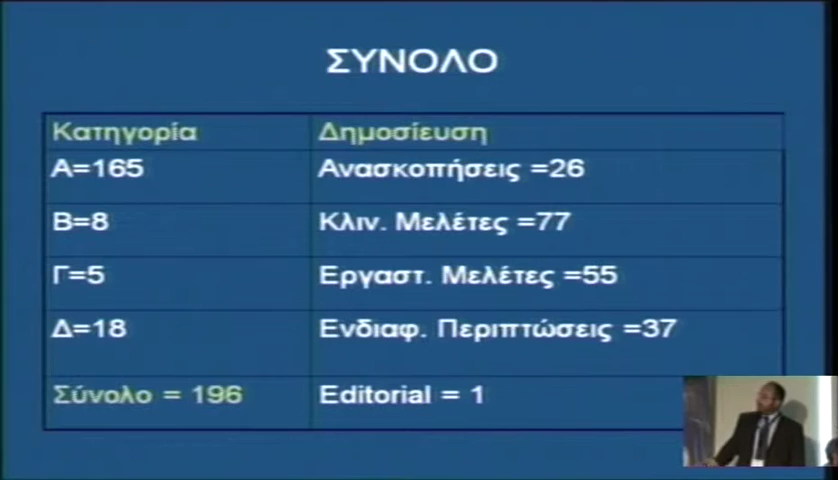 ΣΥΝΟΛΟ
Κατηγορία Δημοσίευση
Α=165 Ανασκοπήσεις =26
Β=8 Κλιν. Μελέτες =77
Γ=5 Εργαστ. Μελέτες =55
Δ=18 Ενδιαφ. Περιπτώσεις =37
Σύνολο = 196 Editorial = 1